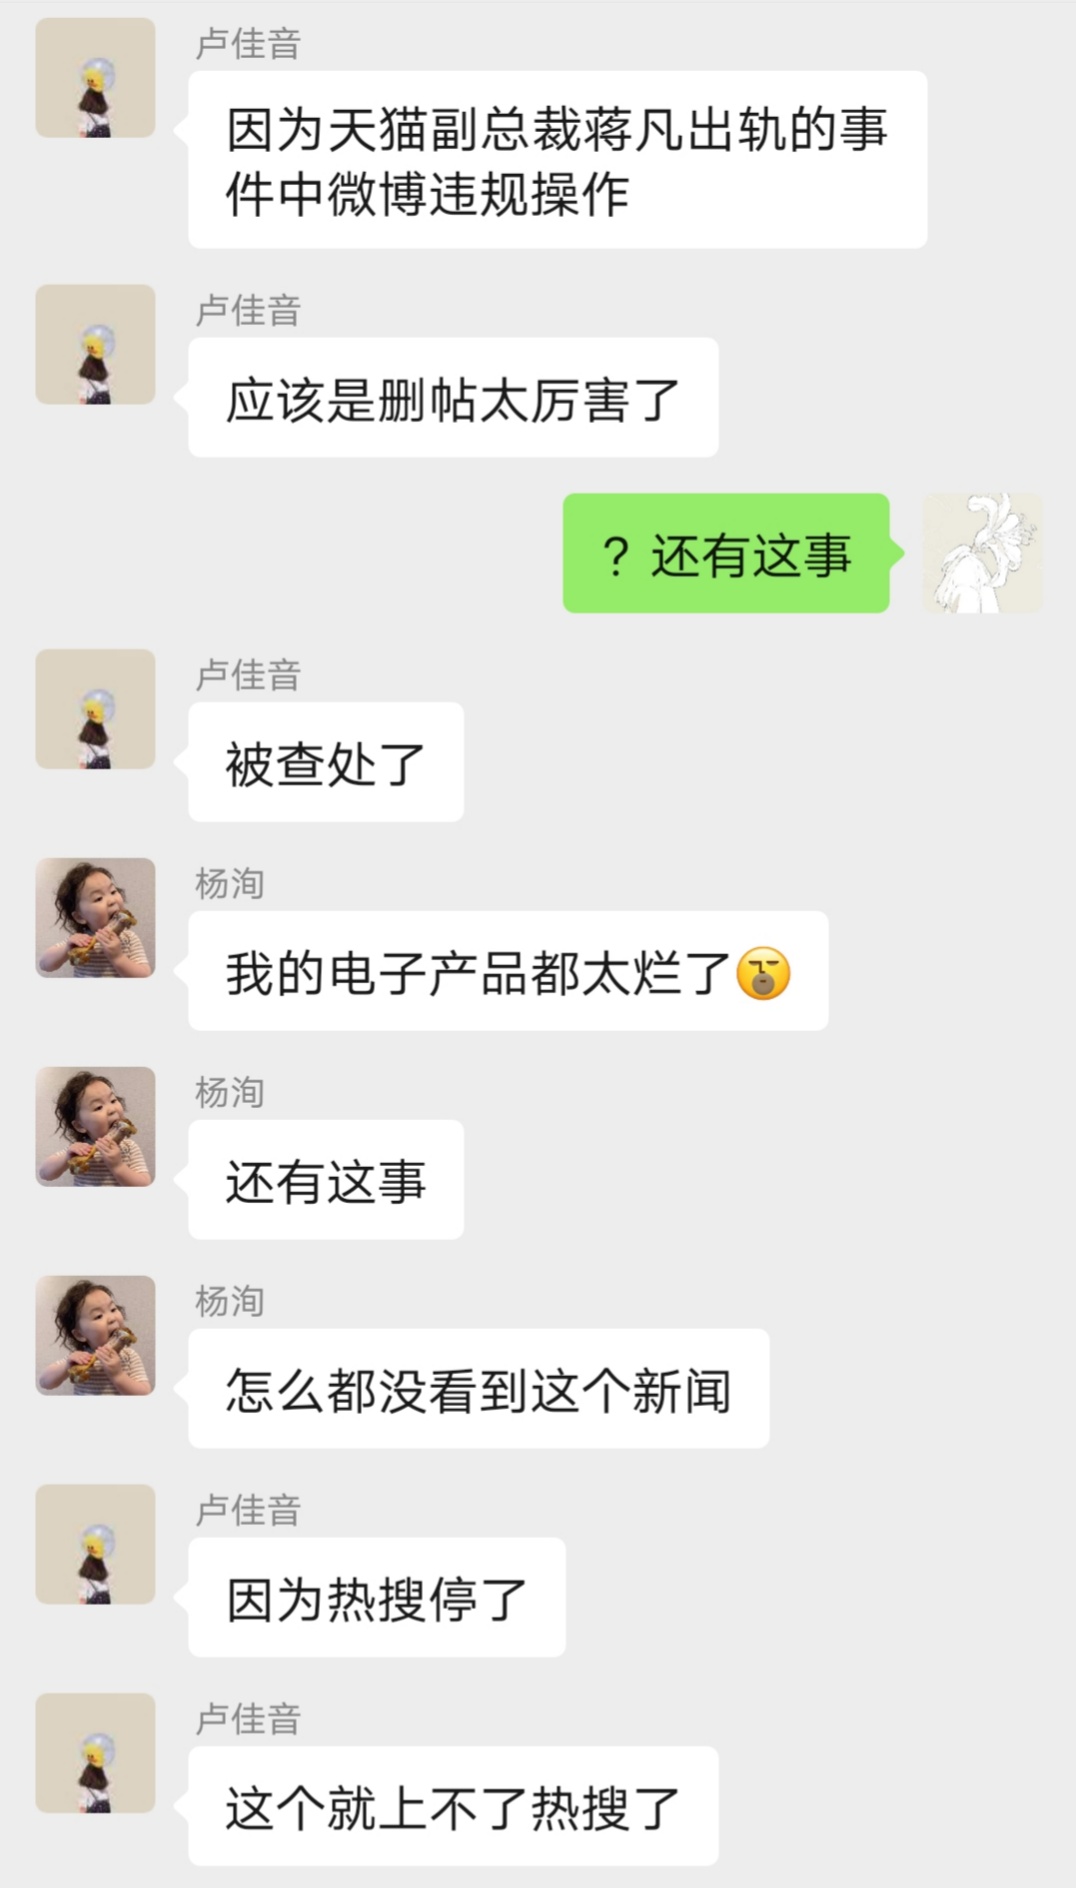 卢佳音
因为天猫副总裁蒋凡出轨的事
件中微博违规操作
卢佳音
应该是删帖太厉害了
？还有这事
卢佳音
被查处了
杨洵
我的电子产品都太烂了
杨洵
还有这事
杨洵
怎么都没看到这个新闻
卢佳音
因为热搜停了
卢佳音
这个就上不了热搜了